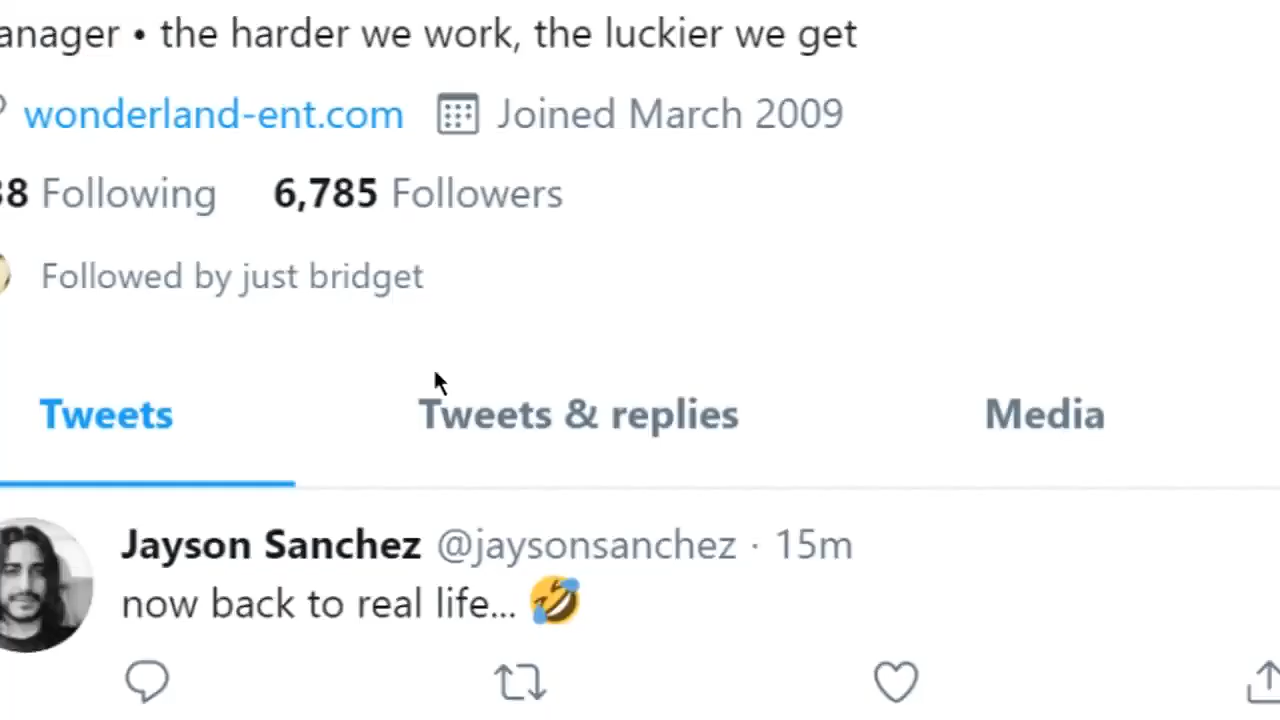 anager • the harder we work, the luckier we get
wonderland-ent.com Joined March 2009
38 Following 6,785 Followers
Followed by just bridget
Tweets Tweets & replies Media
Jayson Sanchez @jaysonsanchez · 15m
now back to real life... 🤣